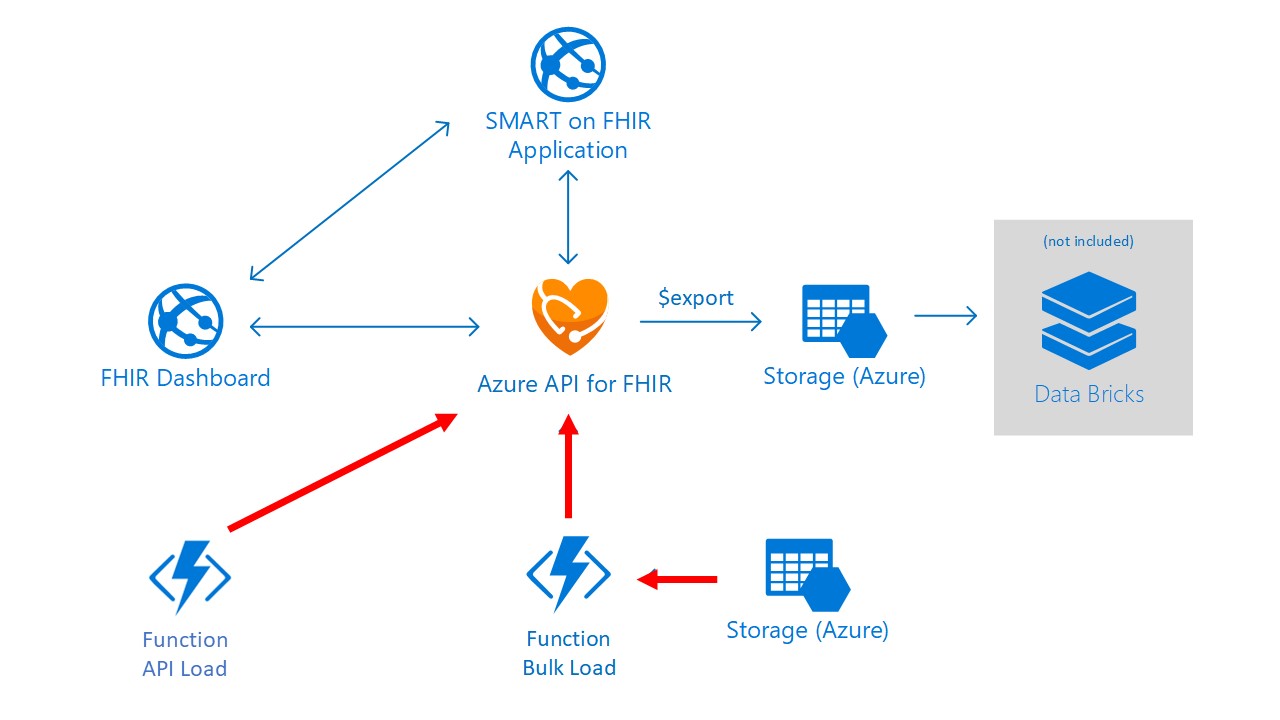 SMART on FHIR
Application
(not included)
$export
FHIR Dashboard
Azure API for FHIR
Storage (Azure)
Data Bricks
Function
API Load
Function
Bulk Load
Storage (Azure)